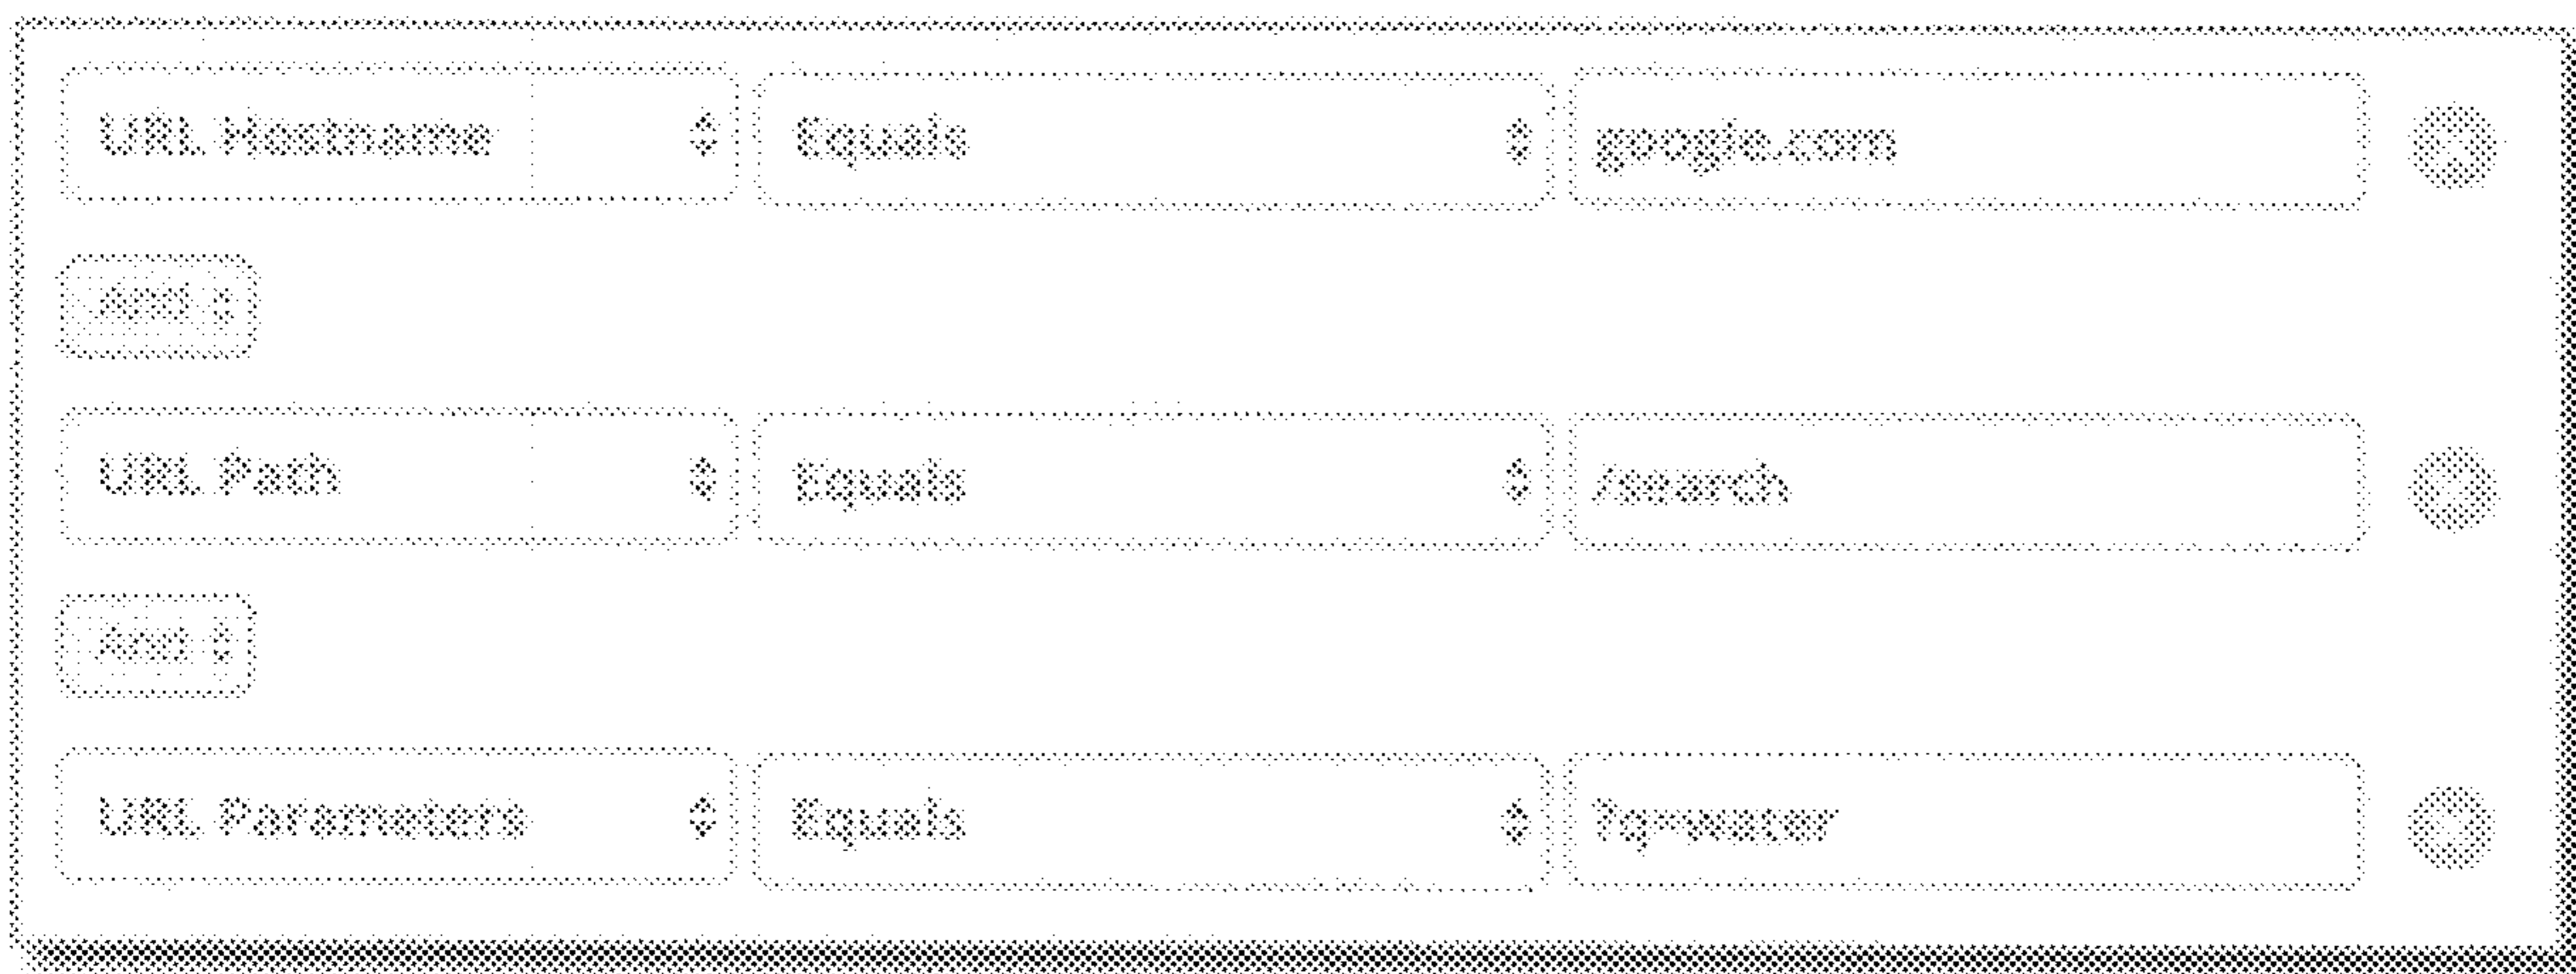 URL Hostname Equals google.com
And
URL Path Equals /search
And
URL Parameters Equals ?q=water